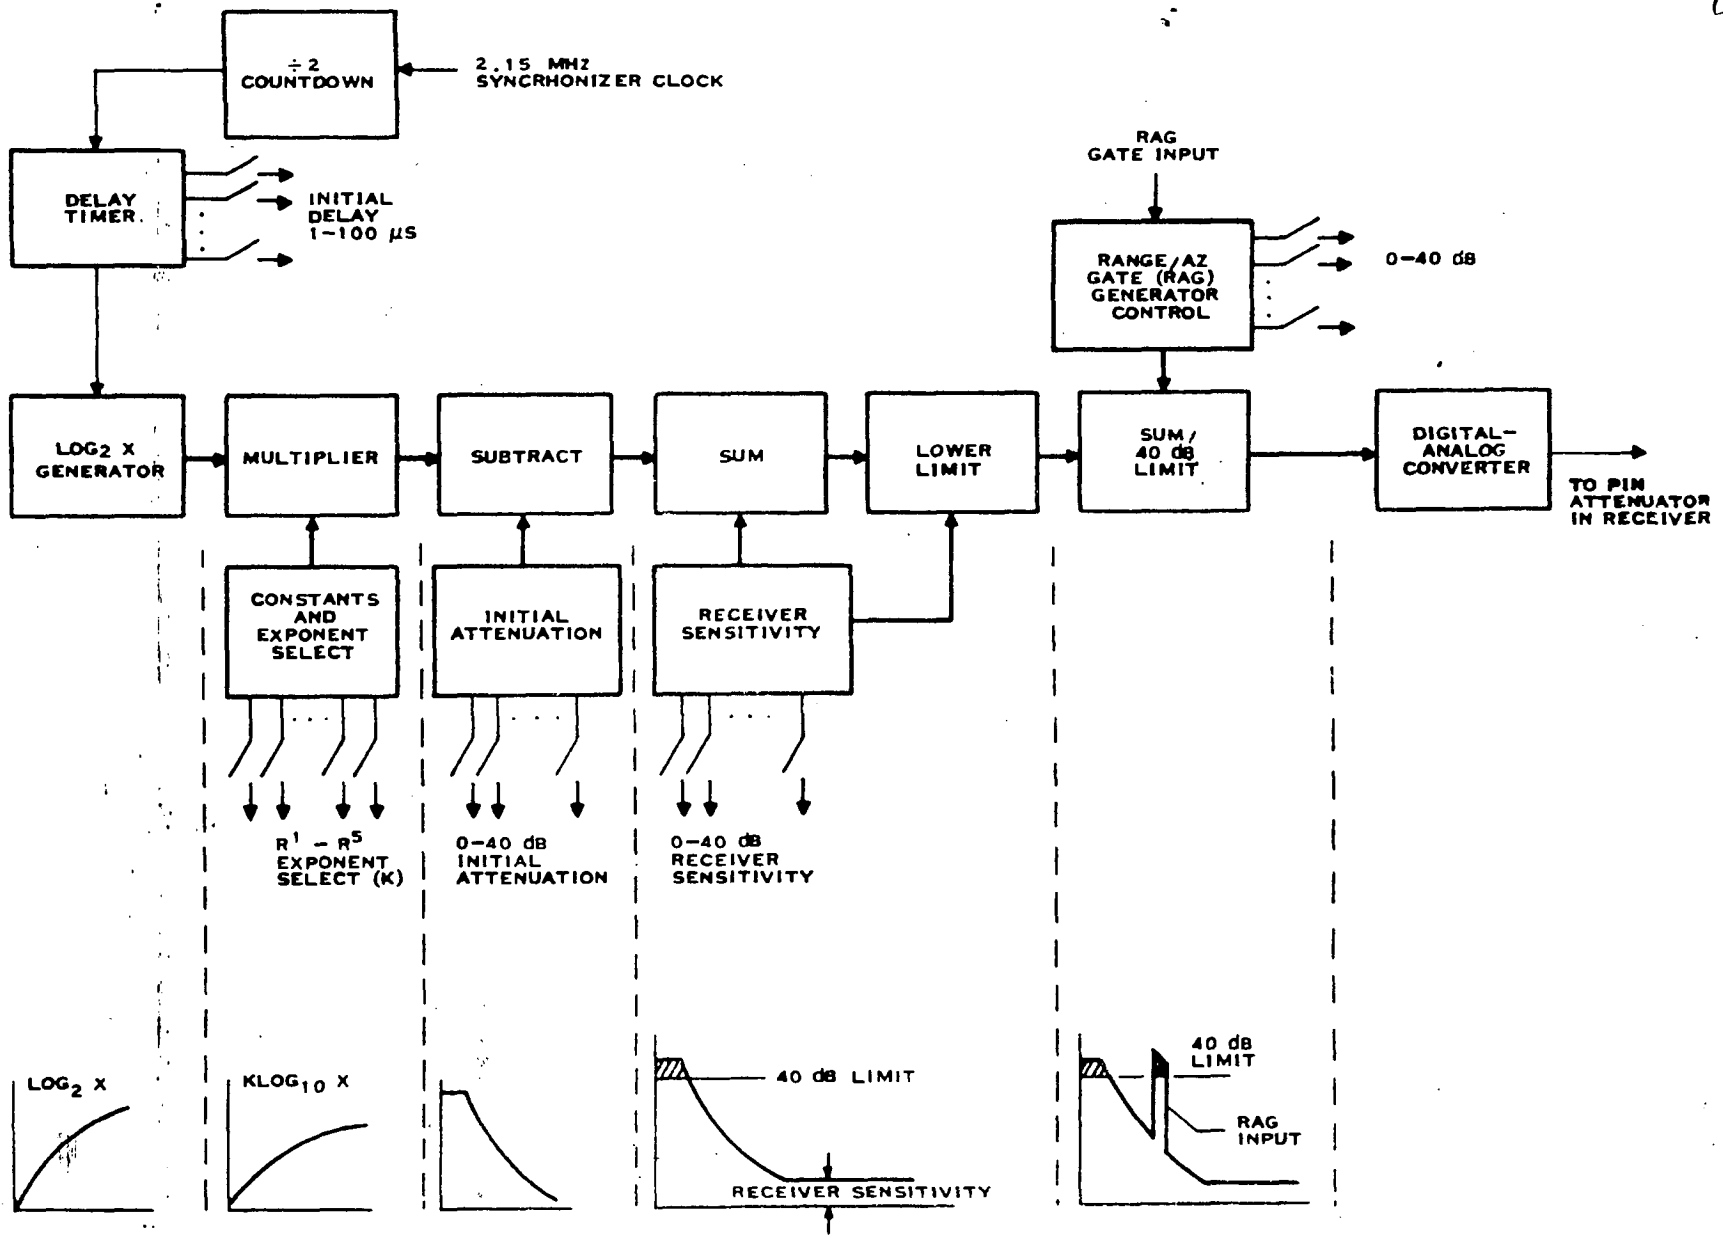 ÷2
COUNTDOWN
2.15 MHZ
SYNCRHONIZER CLOCK
DELAY
TIMER.
INITIAL
DELAY
1-100 µS
RAG
GATE INPUT
RANGE/AZ
GATE (RAG)
GENERATOR
CONTROL
0-40 dB
LOG2 X
GENERATOR
MULTIPLIER
SUBTRACT
SUM
LOWER
LIMIT
SUM/
40 dB
LIMIT
DIGITAL-
ANALOG
CONVERTER
TO PIN
ATTENUATOR
IN RECEIVER
CONSTANTS
AND
EXPONENT
SELECT
INITIAL
ATTENUATION
RECEIVER
SENSITIVITY
R¹ - R⁵
EXPONENT
SELECT (K)
0-40 dB
INITIAL
ATTENUATION
0-40 dB
RECEIVER
SENSITIVITY
LOG2 X
KLOG10 X
40 dB LIMIT
RECEIVER SENSITIVITY
40 dB
LIMIT
RAG
INPUT